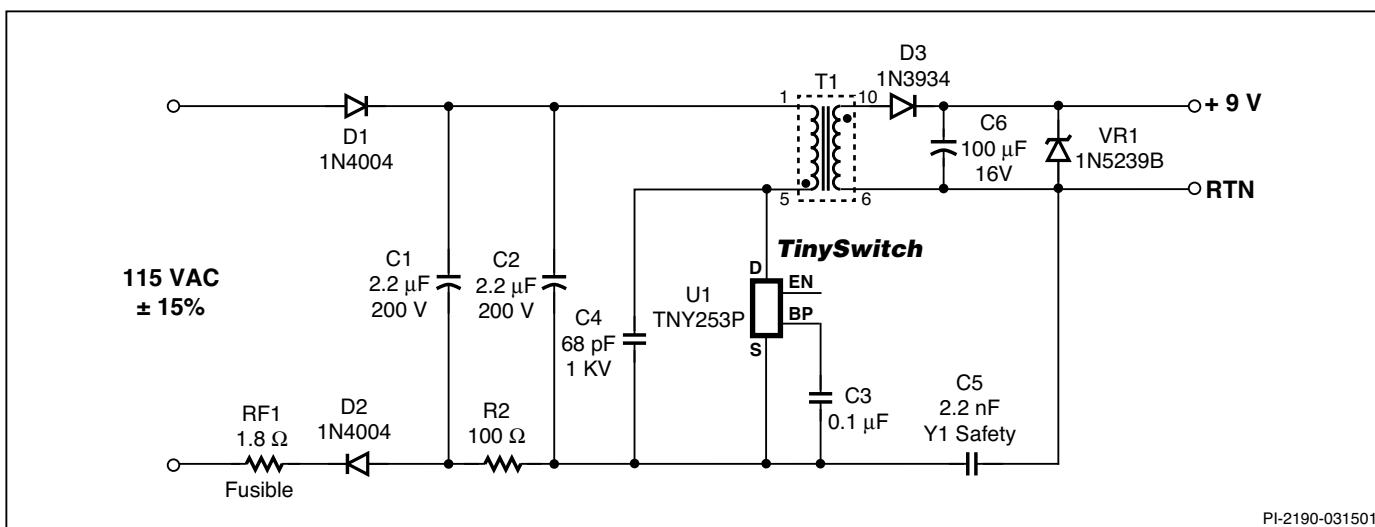 D3
1N3934
T1
1
10
+ 9 V
D1
1N4004
C6
100 µF
16V
VR1
1N5239B
5
6
RTN
TinySwitch
115 VAC
± 15%
C1
2.2 µF
200 V
C2
2.2 µF
200 V
D
EN
U1
TNY253P
BP
S
C4
68 pF
1 KV
C3
0.1 µF
C5
2.2 nF
Y1 Safety
RF1
1.8 Ω
Fusible
D2
1N4004
R2
100 Ω
PI-2190-031501